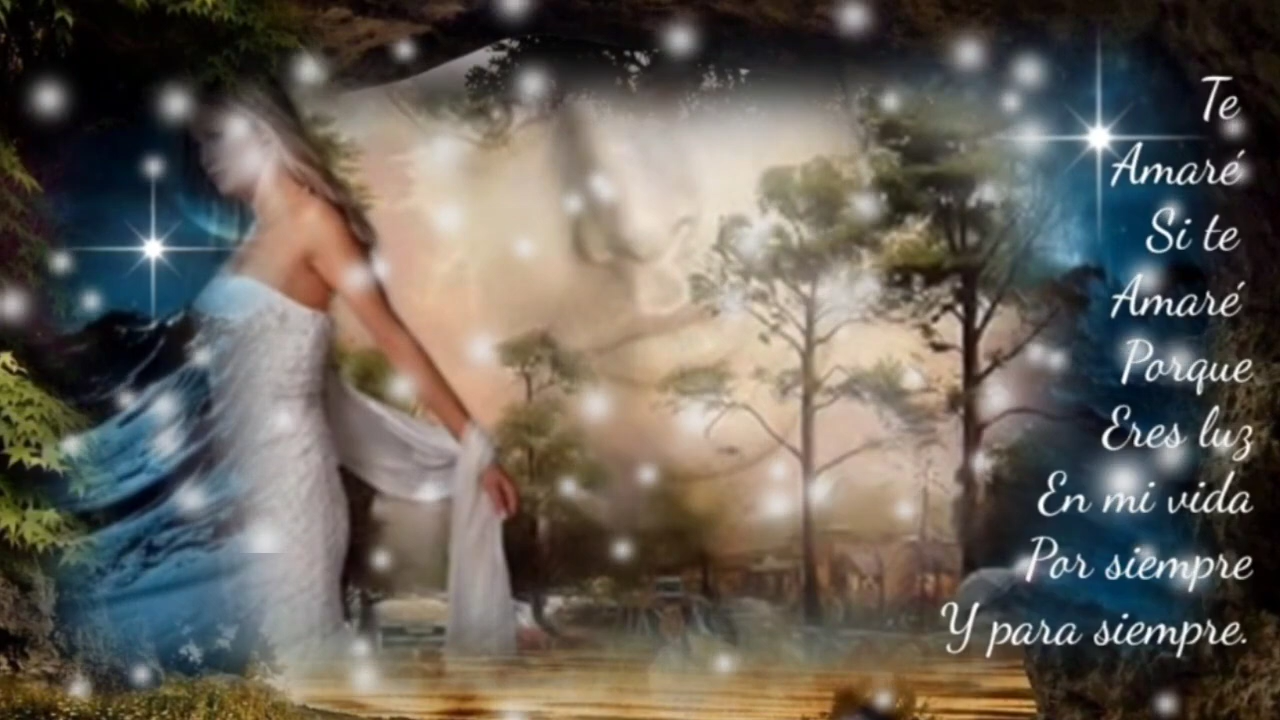 Te
Amaré
Si te
Amaré
Porque
Eres luz
En mi vida
Por siempre
Y para siempre.